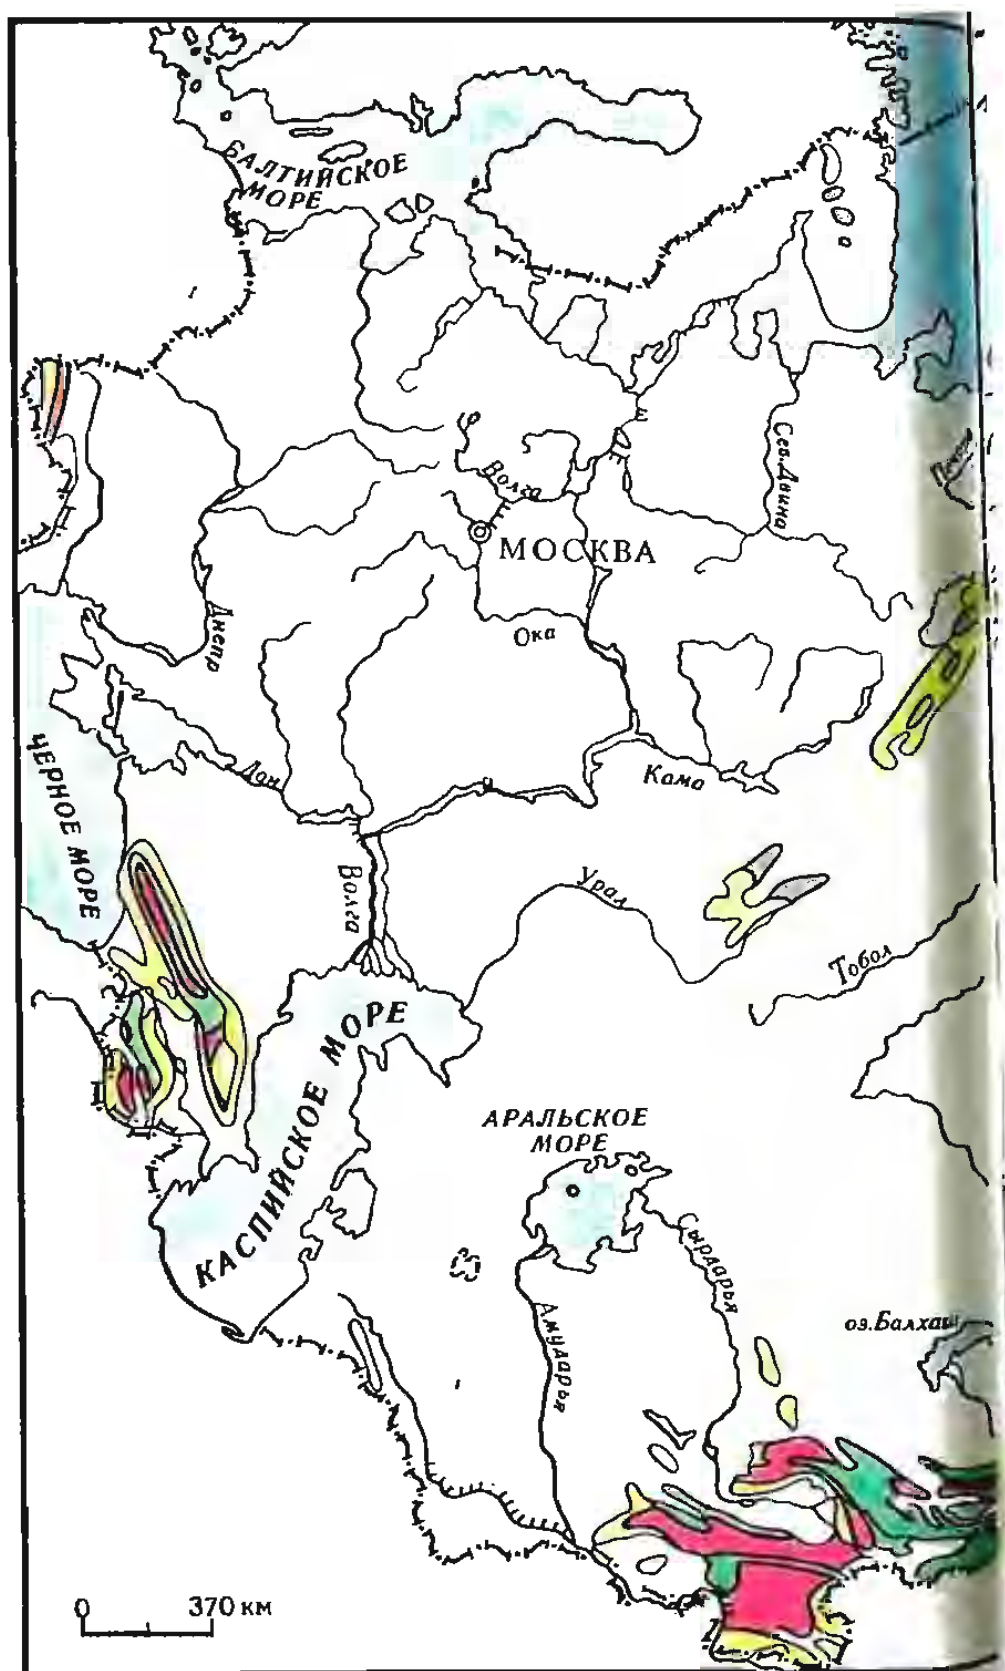 БАЛТИЙСКОЕ
МОРЕ
Сев. Двина
Волга
МОСКВА
Днепр
Ока
ЧЕРНОЕ МОРЕ
Дон
Кама
Волга
Урал
Тобол
КАСПИЙСКОЕ МОРЕ
АРАЛЬСКОЕ
МОРЕ
Сырдарья
Амударья
оз. Балхаш
0 370 км